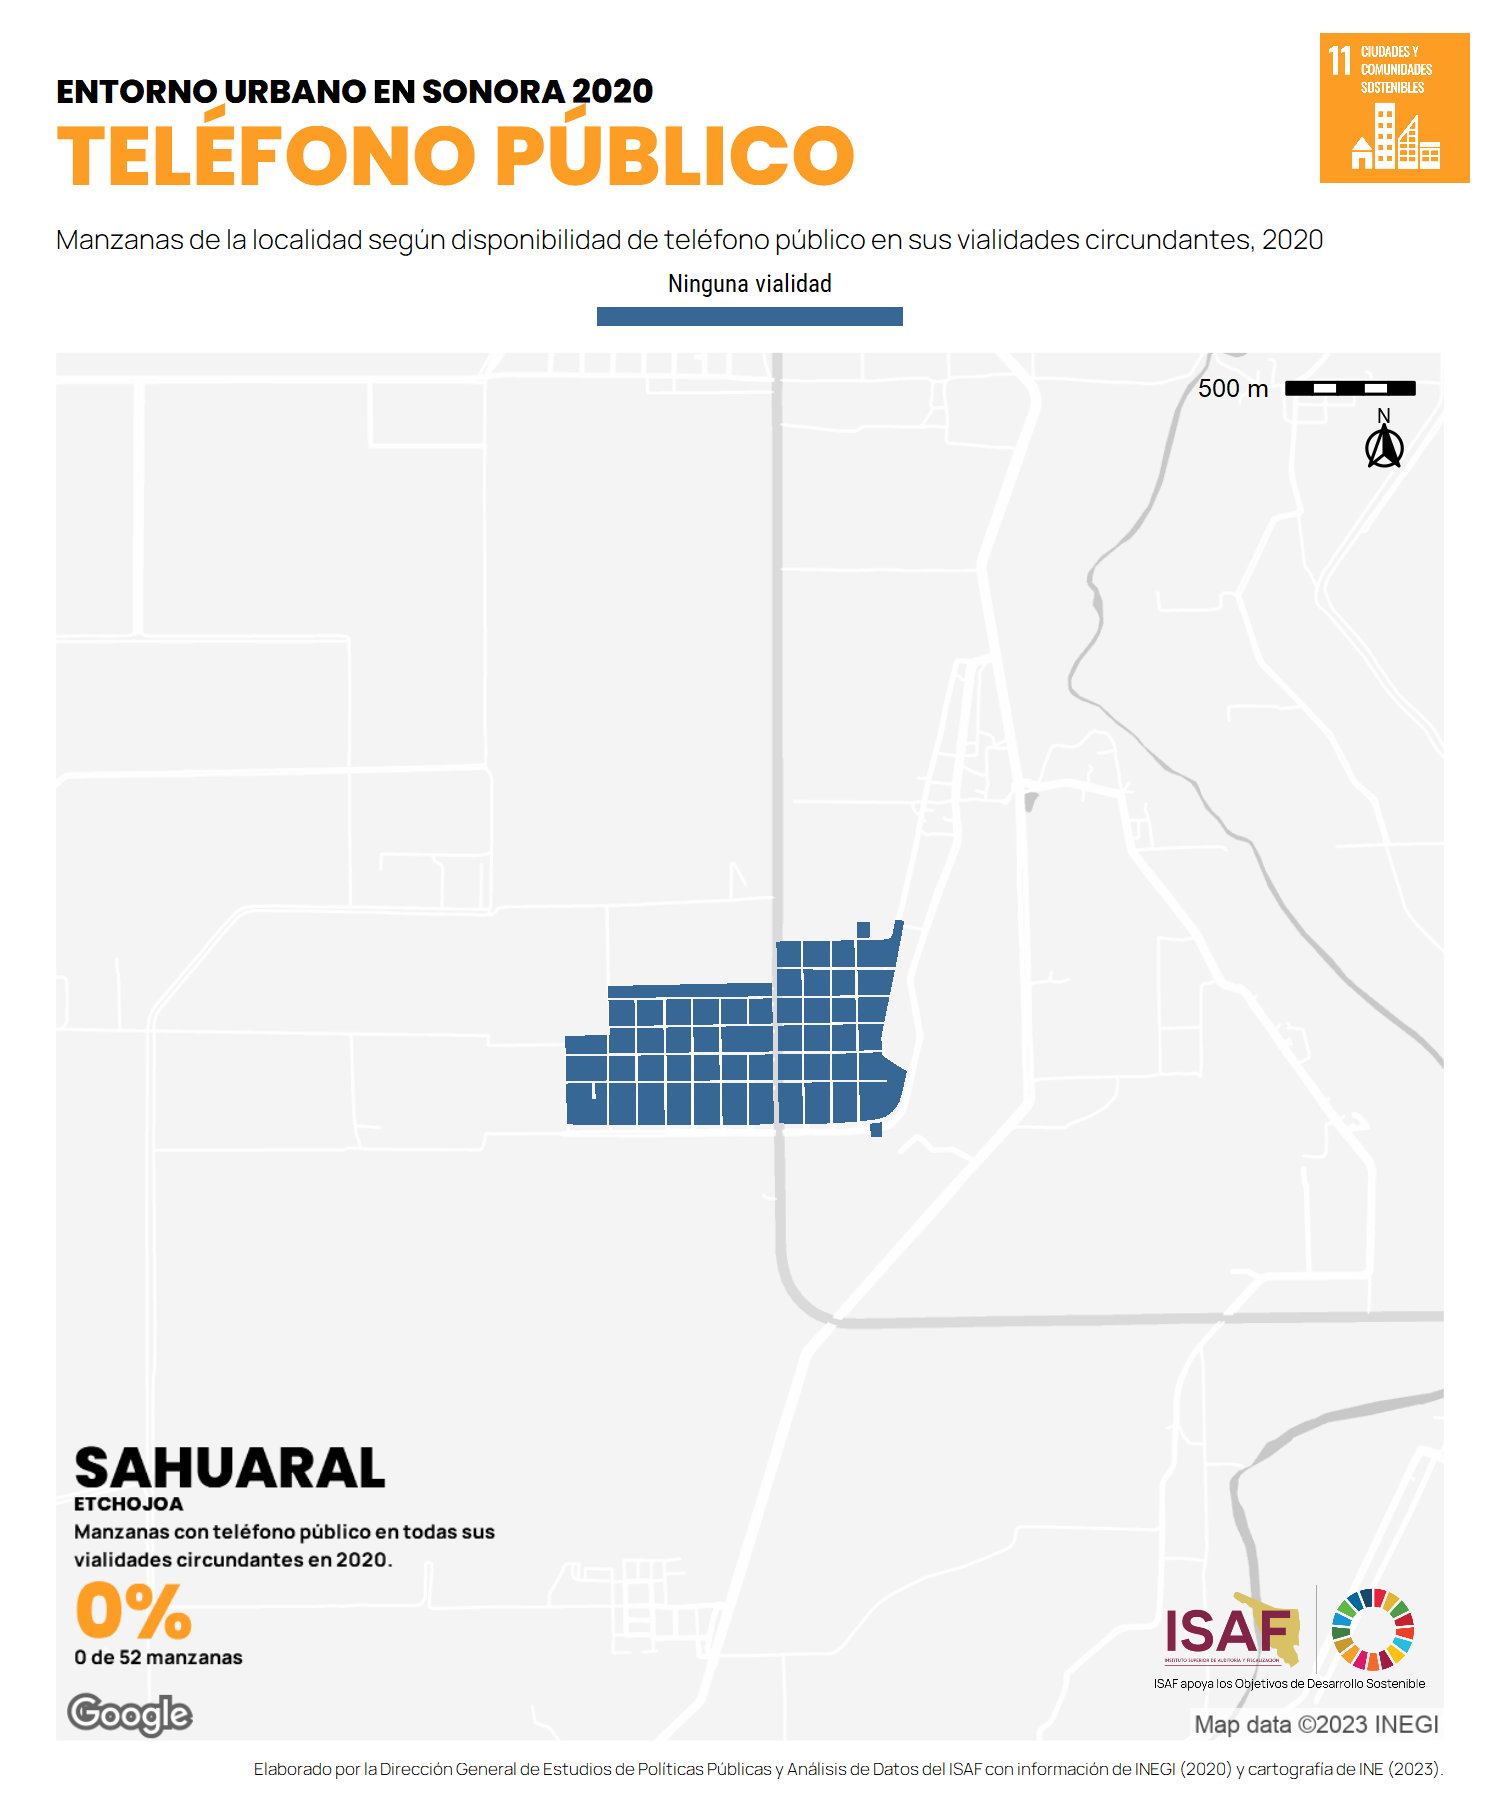 ENTORNO URBANO EN SONORA 2020
TELÉFONO PÚBLICO
11 CIUDADES Y
COMUNIDADES
SOSTENIBLES
Manzanas de la localidad según disponibilidad de teléfono público en sus vialidades circundantes, 2020
Ninguna vialidad
500 m
N
SAHUARAL
ETCHOJOA
Manzanas con teléfono público en todas sus
vialidades circundantes en 2020.
0%
0 de 52 manzanas
Google
ISAF
INSTITUTO SUPERIOR DE AUDITORÍA Y FISCALIZACIÓN
ISAF apoya los Objetivos de Desarrollo Sostenible
Map data ©2023 INEGI
Elaborado por la Dirección General de Estudios de Políticas Públicas y Análisis de Datos del ISAF con información de INEGI (2020) y cartografía de INE (2023).